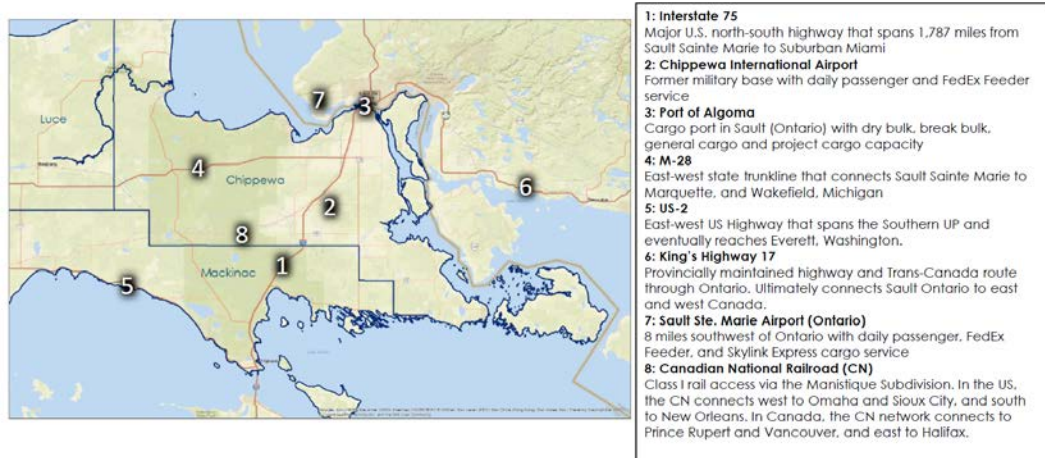 Luce
7
3
4
Chippewa
6
2
8
Mackinac
1
5
1: Interstate 75
Major U.S. north-south highway that spans 1,787 miles from
Sault Sainte Marie to Suburban Miami
2: Chippewa International Airport
Former military base with daily passenger and FedEx Feeder
service
3: Port of Algoma
Cargo port in Sault (Ontario) with dry bulk, break bulk,
general cargo and project cargo capacity
4: M-28
East-west state trunkline that connects Sault Sainte Marie to
Marquette, and Wakefield, Michigan
5: US-2
East-west US Highway that spans the Southern UP and
eventually reaches Everett, Washington.
6: King's Highway 17
Provincially maintained highway and Trans-Canada route
through Ontario. Ultimately connects Sault Ontario to east
and west Canada.
7: Sault Ste. Marie Airport (Ontario)
8 miles southwest of Ontario with daily passenger, FedEx
Feeder, and Skylink Express cargo service
8: Canadian National Railroad (CN)
Class I rail access via the Manistique Subdivision. In the US,
the CN connects west to Omaha and Sioux City, and south
to New Orleans. In Canada, the CN network connects to
Prince Rupert and Vancouver, and east to Halifax.